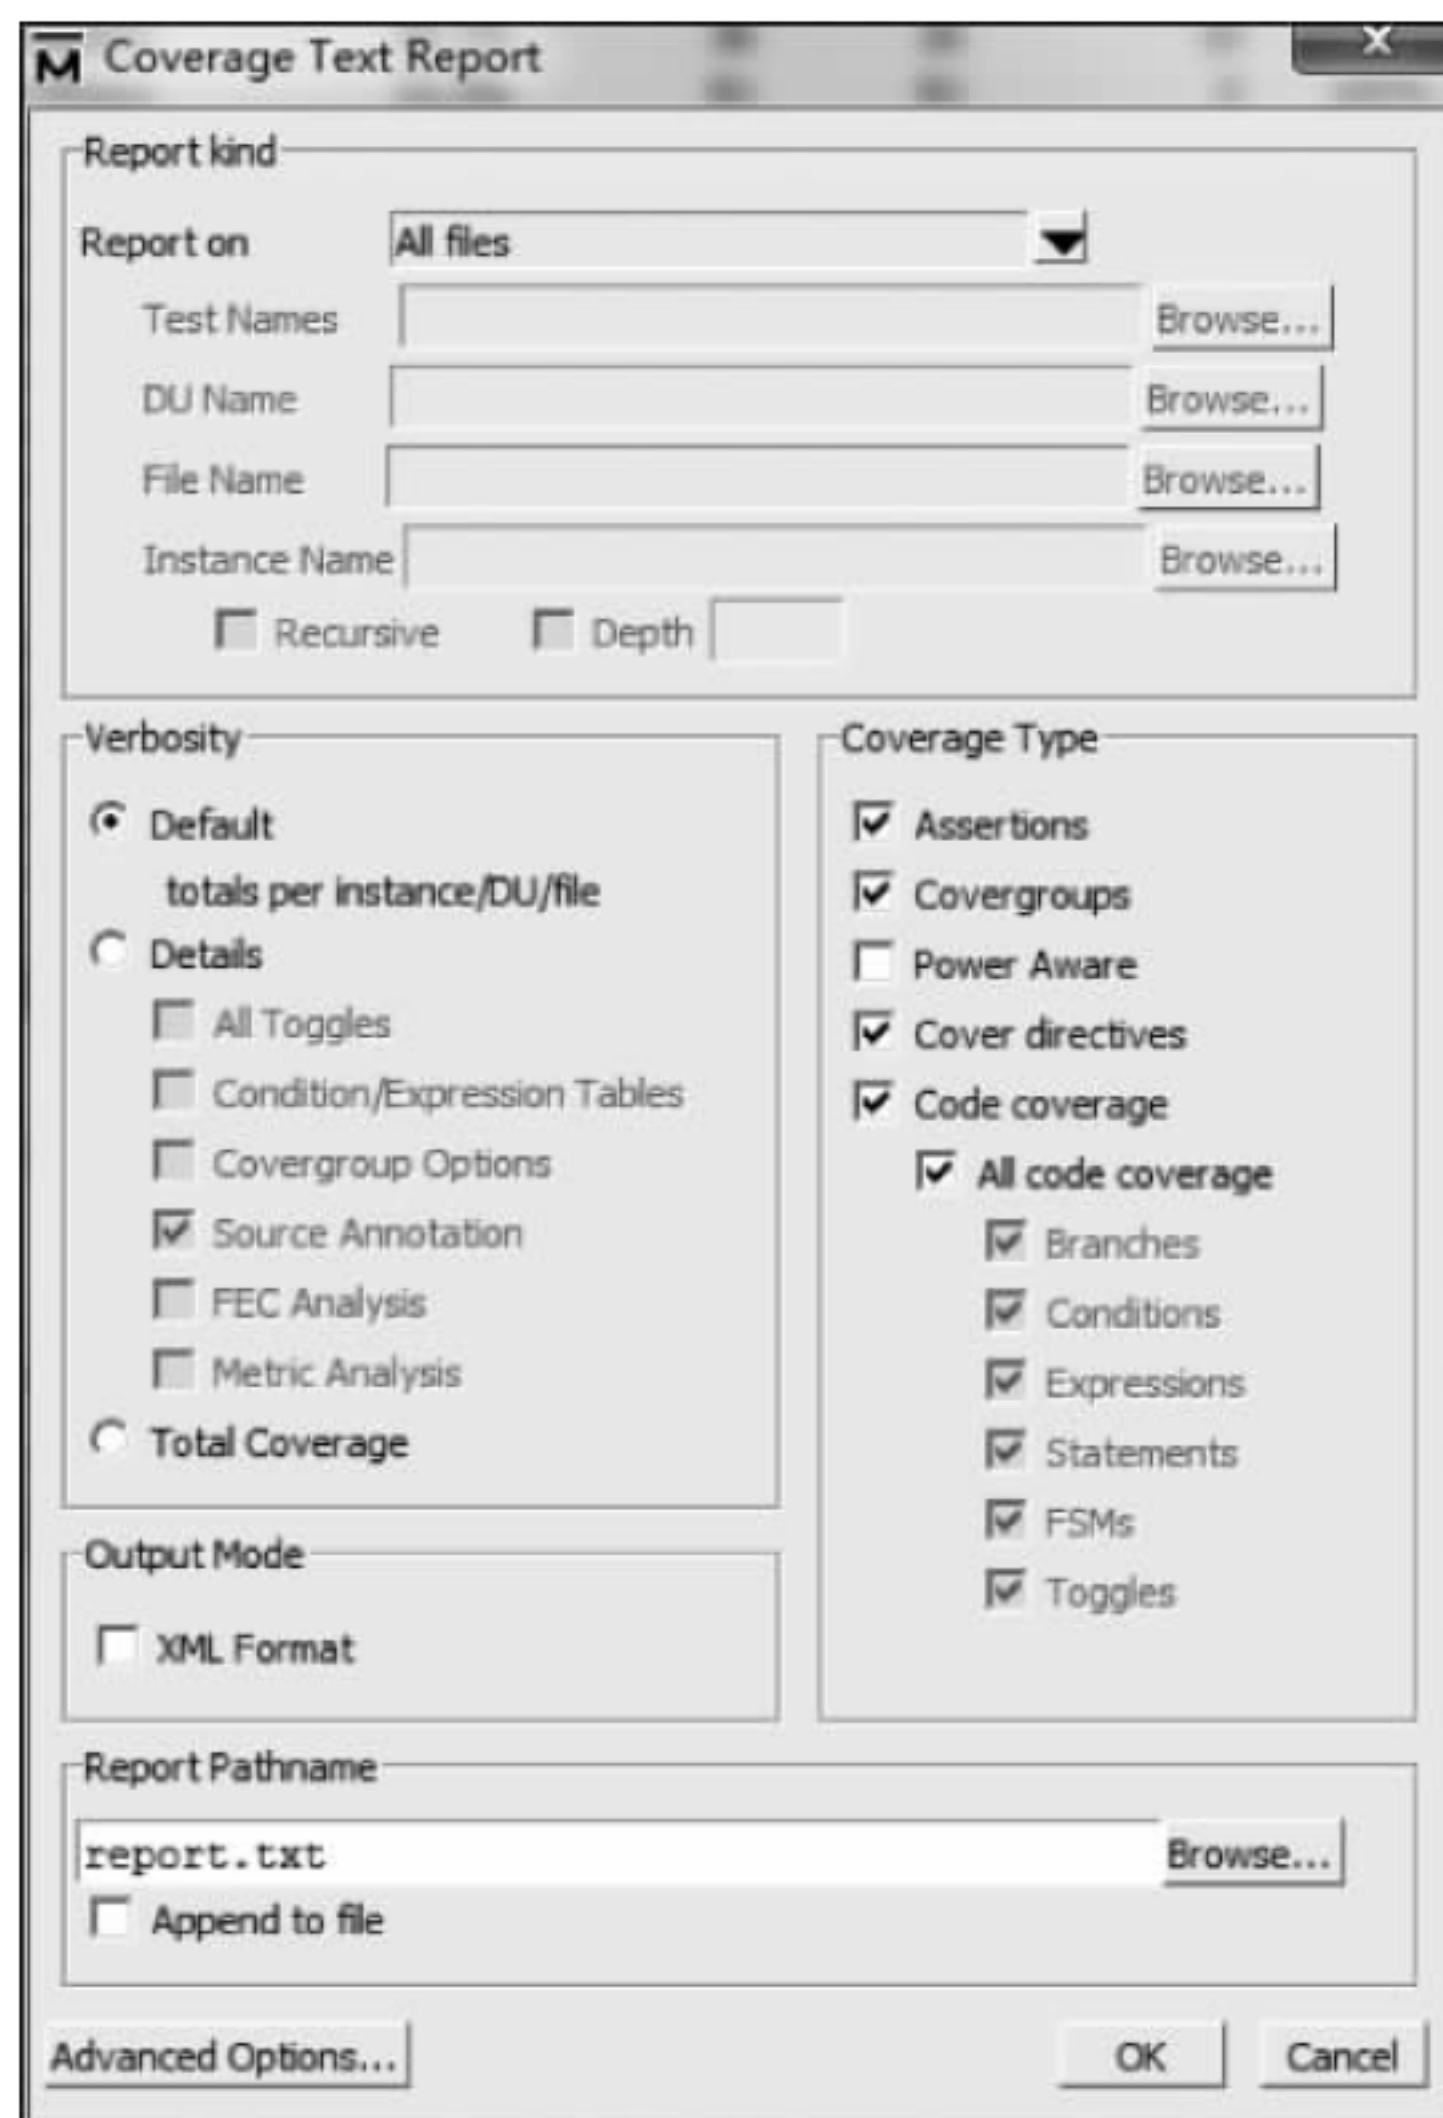 M Coverage Text Report X
Report kind
Report on All files
Test Names Browse...
DU Name Browse...
File Name Browse...
Instance Name Browse...
Recursive Depth
Verbosity
Default
totals per instance/DU/file
Details
All Toggles
Condition/Expression Tables
Covergroup Options
Source Annotation
FEC Analysis
Metric Analysis
Total Coverage
Coverage Type
Assertions
Covergroups
Power Aware
Cover directives
Code coverage
All code coverage
Branches
Conditions
Expressions
Statements
FSMs
Toggles
Output Mode
XML Format
Report Pathname
report.txt Browse...
Append to file
Advanced Options... OK Cancel